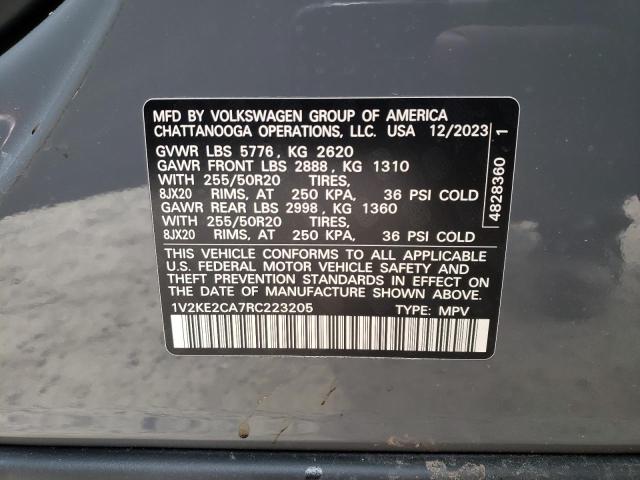 MFD BY VOLKSWAGEN GROUP OF AMERICA
CHATTANOOGA OPERATIONS, LLC. USA 12/2023
GVWR LBS 5776, KG 2620
GAWR FRONT LBS 2888, KG 1310
WITH 255/50R20 TIRES,
8JX20 RIMS, AT 250 KPA, 36 PSI COLD
GAWR REAR LBS 2998, KG 1360
WITH 255/50R20 TIRES,
8JX20 RIMS, AT 250 KPA, 36 PSI COLD
THIS VEHICLE CONFORMS TO ALL APPLICABLE
U.S. FEDERAL MOTOR VEHICLE SAFETY AND
THEFT PREVENTION STANDARDS IN EFFECT ON
THE DATE OF MANUFACTURE SHOWN ABOVE.
1V2KE2CA7RC223205 TYPE: MPV
4828360 1